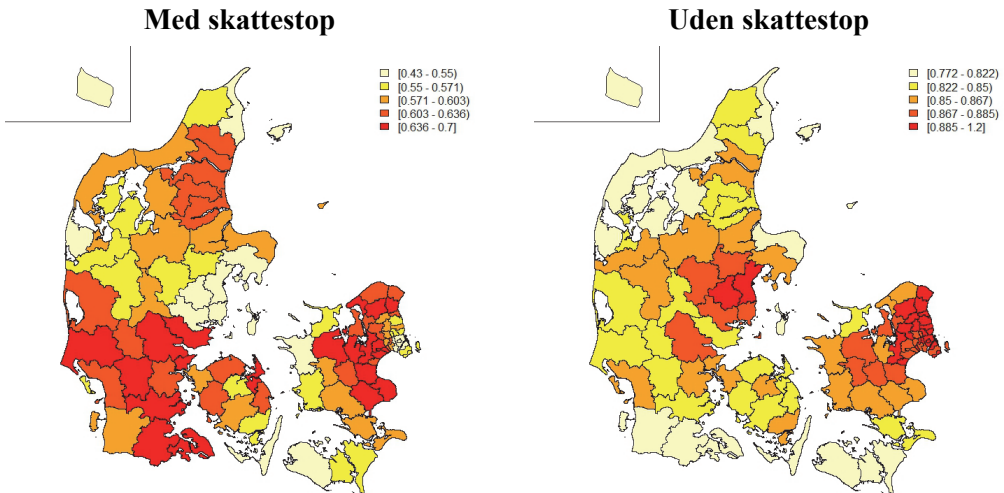 Med skattestop
[0.43 - 0.55)
[0.55 - 0.571)
[0.571 - 0.603)
[0.603 - 0.636)
[0.636 - 0.7]
Uden skattestop
[0.772 - 0.822)
[0.822 - 0.85)
[0.85 - 0.867)
[0.867 - 0.885)
[0.885 - 1.2]